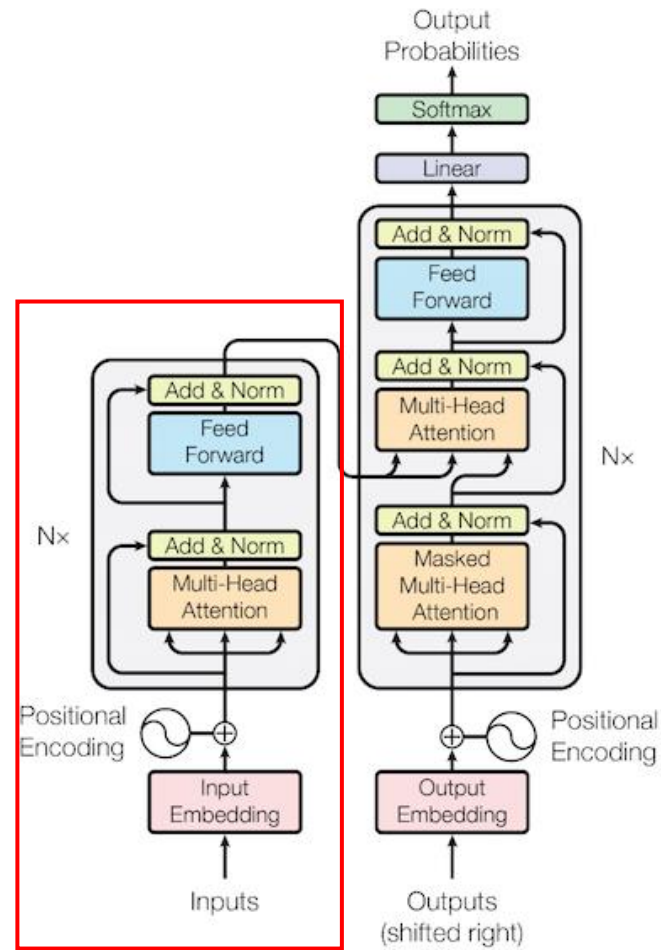 Output
Probabilities
Softmax
Linear
Add & Norm
Feed
Forward
Add & Norm
Multi-Head
Attention
Add & Norm
Masked
Multi-Head
Attention
Nx
Positional
Encoding
Output
Embedding
Outputs
(shifted right)
Add & Norm
Feed
Forward
Add & Norm
Multi-Head
Attention
N×
Positional
Encoding
Input
Embedding
Inputs